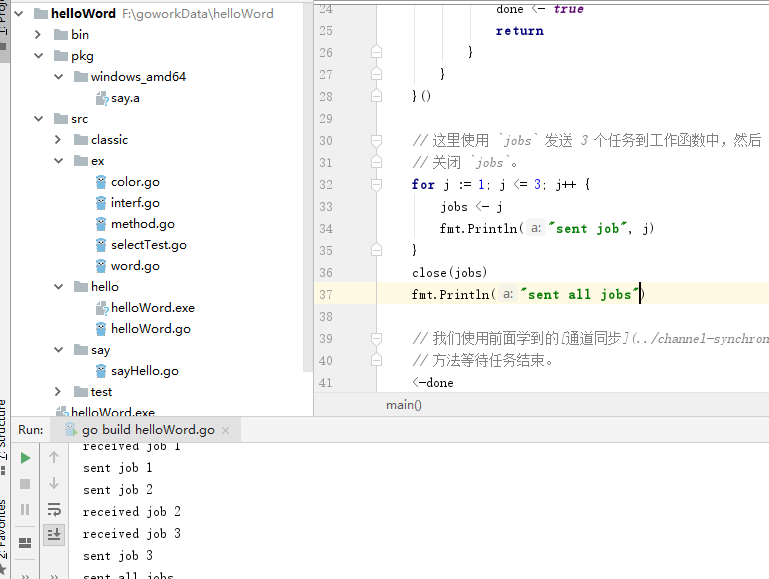 1: Proj
helloWord F:\goworkData\helloWord
bin
pkg
windows_amd64
say.a
src
classic
ex
color.go
interf.go
method.go
selectTest.go
word.go
hello
helloWord.exe
helloWord.go
say
sayHello.go
test
helloWord.exe
24 done <- true
25 return
26 }
27 }
28 }()
29
30 // 这里使用 `jobs` 发送 3 个任务到工作函数中，然后
31 // 关闭 `jobs`。
32 for j := 1; j <= 3; j++ {
33 jobs <- j
34 fmt.Println( a: "sent job", j)
35 }
36 close(jobs)
37 fmt.Println( a: "sent all jobs")
38
39 // 我们使用前面学到的[通道同步](../channel-synchron
40 // 方法等待任务结束。
41 <-done
main()
Run: go build helloWord.go ×
received job 1
sent job 1
sent job 2
received job 2
received job 3
sent job 3
sent all jobs
Z: Structure
2: Favorites